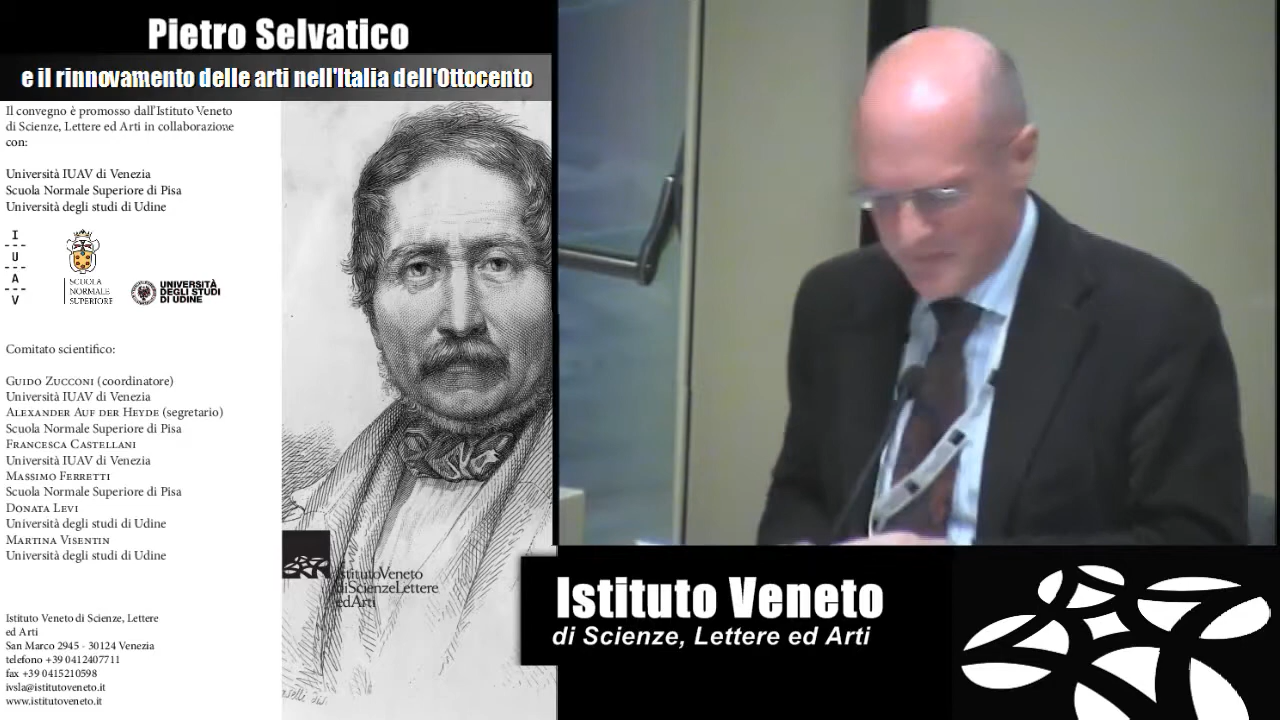 Pietro Selvatico
e il rinnovamento delle arti nell'Italia dell'Ottocento
Il convegno è promosso dall'Istituto Veneto
di Scienze, Lettere ed Arti in collaborazione
con:
Università IUAV di Venezia
Scuola Normale Superiore di Pisa
Università degli studi di Udine
I
U
A
V
SCUOLA
NORMALE
SUPERIORE
UNIVERSITÀ
DEGLI STUDI
DI UDINE
Comitato scientifico:
Guido Zucconi (coordinatore)
Università IUAV di Venezia
Alexander Auf der Heyde (segretario)
Scuola Normale Superiore di Pisa
Francesca Castellani
Università IUAV di Venezia
Massimo Ferretti
Scuola Normale Superiore di Pisa
Donata Levi
Università degli studi di Udine
Martina Visentin
Università degli studi di Udine
IstitutoVeneto
diScienzeLettere
edArti
Istituto Veneto di Scienze, Lettere
ed Arti
San Marco 2945 - 30124 Venezia
telefono +39 0412407711
fax +39 0415210598
ivsla@istitutoveneto.it
www.istitutoveneto.it
Istituto Veneto
di Scienze, Lettere ed Arti